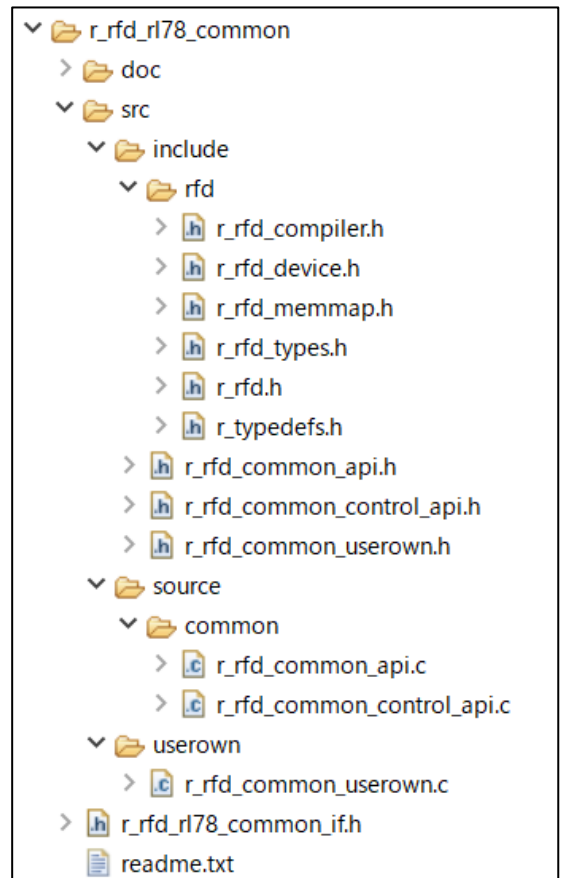 r_rfd_rl78_common
doc
src
include
rfd
.h r_rfd_compiler.h
.h r_rfd_device.h
.h r_rfd_memmap.h
.h r_rfd_types.h
.h r_rfd.h
.h r_typedefs.h
.h r_rfd_common_api.h
.h r_rfd_common_control_api.h
.h r_rfd_common_userown.h
source
common
.c r_rfd_common_api.c
.c r_rfd_common_control_api.c
userown
.c r_rfd_common_userown.c
.h r_rfd_rl78_common_if.h
readme.txt